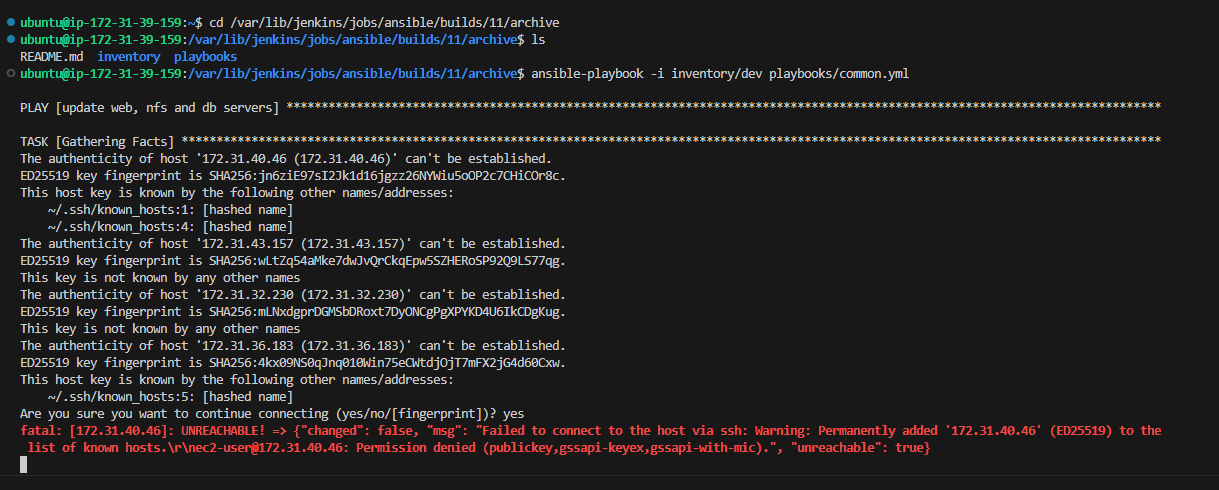 ubuntu@ip-172-31-39-159:~$ cd /var/lib/jenkins/jobs/ansible/builds/11/archive
ubuntu@ip-172-31-39-159:/var/lib/jenkins/jobs/ansible/builds/11/archive$ ls
README.md  inventory  playbooks
ubuntu@ip-172-31-39-159:/var/lib/jenkins/jobs/ansible/builds/11/archive$ ansible-playbook -i inventory/dev playbooks/common.yml
PLAY [update web, nfs and db servers] *****************************************************************************************************************************
TASK [Gathering Facts] ********************************************************************************************************************************************
The authenticity of host '172.31.40.46 (172.31.40.46)' can't be established.
ED25519 key fingerprint is SHA256:jn6ziE97sI2Jk1d16jgzz26NYWiu5oOP2c7CHiCOr8c.
This host key is known by the following other names/addresses:
    ~/.ssh/known_hosts:1: [hashed name]
    ~/.ssh/known_hosts:4: [hashed name]
The authenticity of host '172.31.43.157 (172.31.43.157)' can't be established.
ED25519 key fingerprint is SHA256:wLtZq54aMke7dwJvQrCkqEpw5SZHERoSP92Q9LS77qg.
This key is not known by any other names
The authenticity of host '172.31.32.230 (172.31.32.230)' can't be established.
ED25519 key fingerprint is SHA256:mLNxdgprDGMSbDRoxt7DyONCgPgXPYKD4U6IkCDgKug.
This key is not known by any other names
The authenticity of host '172.31.36.183 (172.31.36.183)' can't be established.
ED25519 key fingerprint is SHA256:4kx09NS0qJnq010Win75eCWtdjOjT7mFX2jG4d60Cxw.
This host key is known by the following other names/addresses:
    ~/.ssh/known_hosts:5: [hashed name]
Are you sure you want to continue connecting (yes/no/[fingerprint])? yes
fatal: [172.31.40.46]: UNREACHABLE! => {"changed": false, "msg": "Failed to connect to the host via ssh: Warning: Permanently added '172.31.40.46' (ED25519) to the
list of known hosts.\r\nec2-user@172.31.40.46: Permission denied (publickey,gssapi-keyex,gssapi-with-mic).", "unreachable": true}